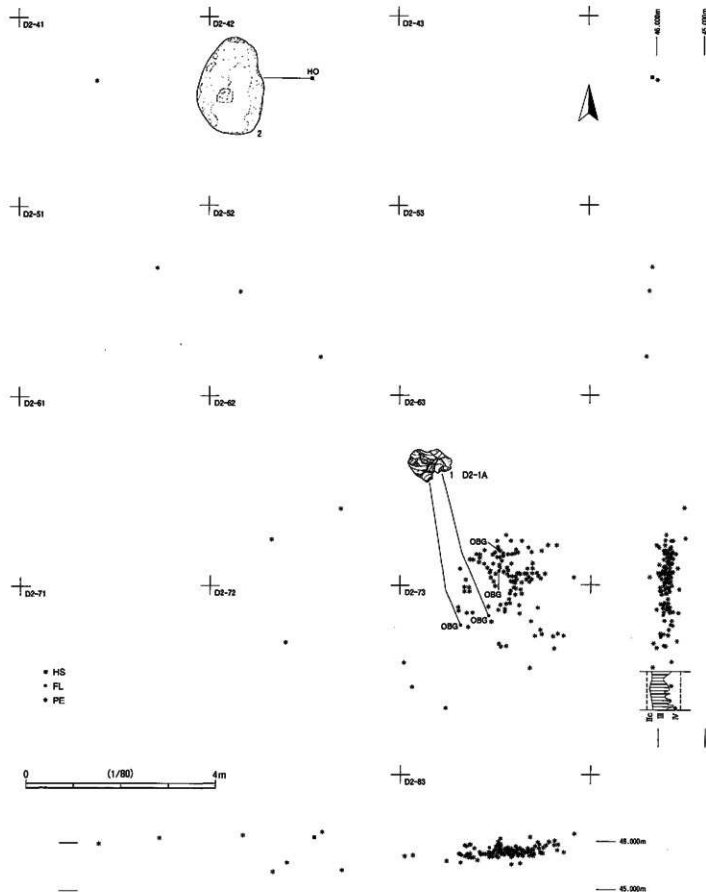 D2-41
D2-42
D2-43
46.000m
45.000m
HO
2
D2-51
D2-52
D2-53
D2-61
D2-62
D2-63
1 D2-1A
OBG
OBG
D2-71
D2-72
D2-73
OBG
OBG
HS
FL
PE
IIc III IV
0 (1/80) 4m
D2-83
46.000m
45.000m